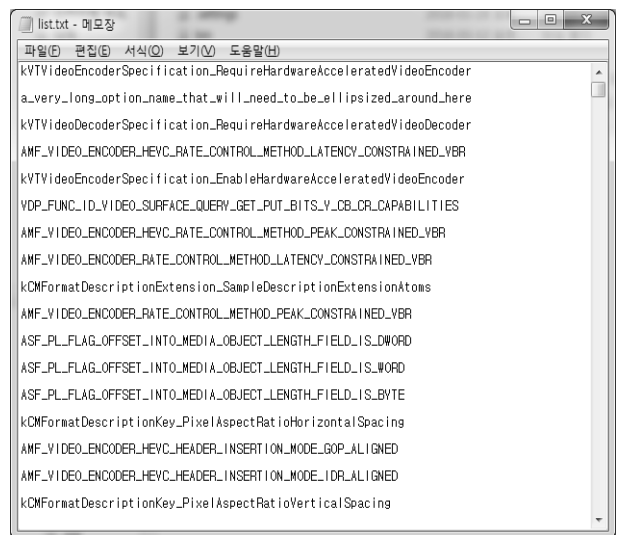 list.txt - 메모장
파일(F) 편집(E) 서식(O) 보기(V) 도움말(H)
kVTVideoEncoderSpecification_RequireHardwareAcceleratedVideoEncoder
a_very_long_option_name_that_will_need_to_be_ellipsized_around_here
kVTVideoDecoderSpecification_RequireHardwareAcceleratedVideoDecoder
AMF_VIDEO_ENCODER_HEVC_RATE_CONTROL_METHOD_LATENCY_CONSTRAINED_VBR
kVTVideoEncoderSpecification_EnableHardwareAcceleratedVideoEncoder
VDP_FUNC_ID_VIDEO_SURFACE_QUERY_GET_PUT_BITS_Y_CB_CR_CAPABILITIES
AMF_VIDEO_ENCODER_HEVC_RATE_CONTROL_METHOD_PEAK_CONSTRAINED_VBR
AMF_VIDEO_ENCODER_RATE_CONTROL_METHOD_LATENCY_CONSTRAINED_VBR
kCMFormatDescriptionExtension_SampleDescriptionExtensionAtoms
AMF_VIDEO_ENCODER_RATE_CONTROL_METHOD_PEAK_CONSTRAINED_VBR
ASF_PL_FLAG_OFFSET_INTO_MEDIA_OBJECT_LENGTH_FIELD_IS_DWORD
ASF_PL_FLAG_OFFSET_INTO_MEDIA_OBJECT_LENGTH_FIELD_IS_WORD
ASF_PL_FLAG_OFFSET_INTO_MEDIA_OBJECT_LENGTH_FIELD_IS_BYTE
kCMFormatDescriptionKey_PixelAspectRatioHorizontalSpacing
AMF_VIDEO_ENCODER_HEVC_HEADER_INSERTION_MODE_GOP_ALIGNED
AMF_VIDEO_ENCODER_HEVC_HEADER_INSERTION_MODE_IDR_ALIGNED
kCMFormatDescriptionKey_PixelAspectRatioVerticalSpacing